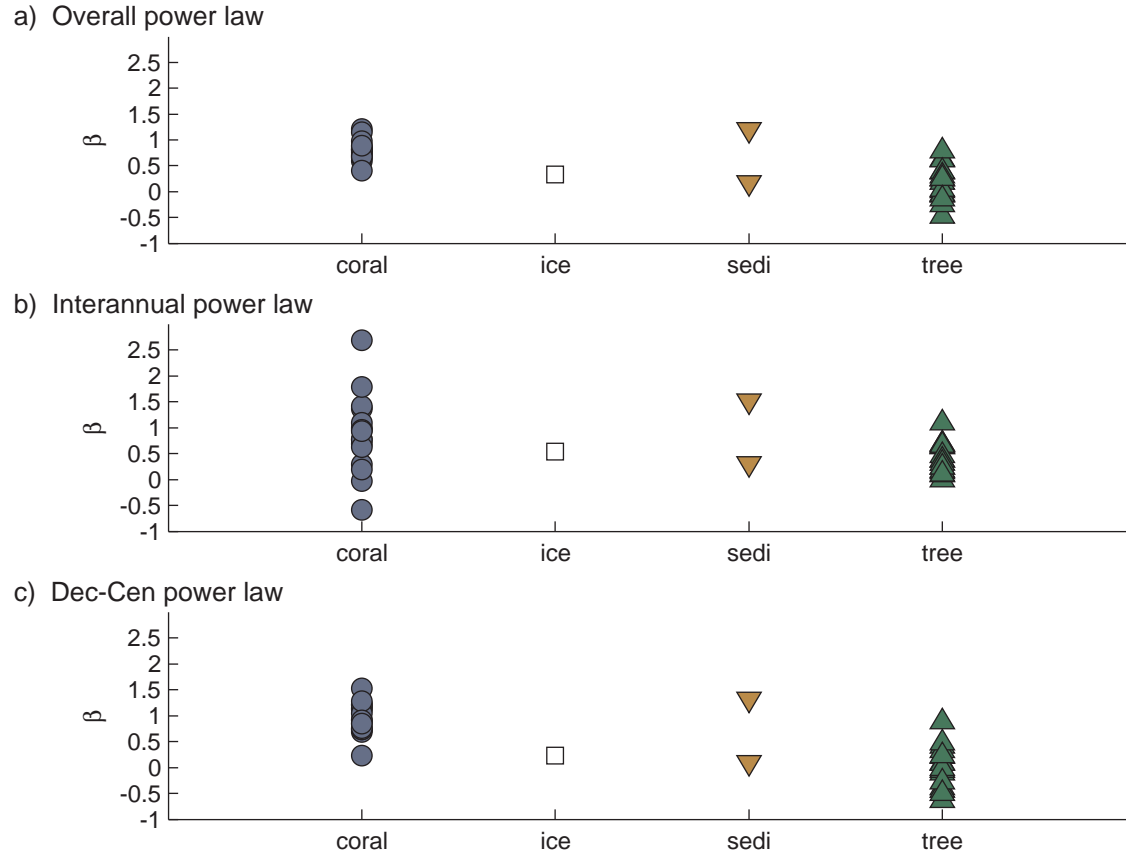 a) Overall power law
2.5
2
1.5
1
0.5
0
-0.5
-1
β
coral ice sedi tree
b) Interannual power law
2.5
2
1.5
1
0.5
0
-0.5
-1
β
coral ice sedi tree
c) Dec-Cen power law
2.5
2
1.5
1
0.5
0
-0.5
-1
β
coral ice sedi tree